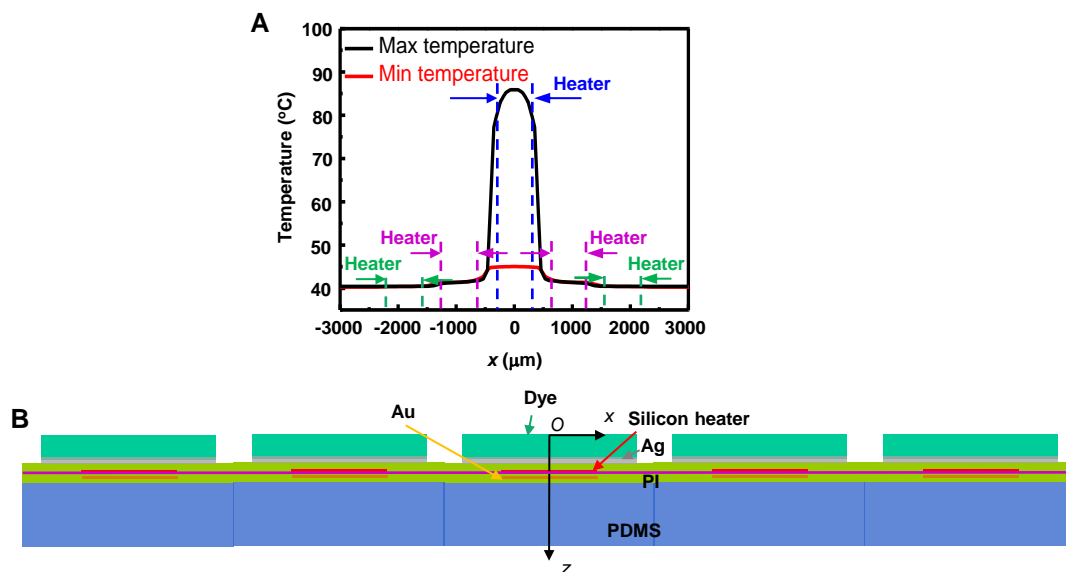 A
100
Max temperature
Min temperature
90
Heater
80
70
60
50
40
Temperature (ºC)
Heater
Heater
Heater
Heater
-3000 -2000 -1000 0 1000 2000 3000
x (µm)
B
Dye
Au
O
x
Silicon heater
Ag
PI
PDMS
z